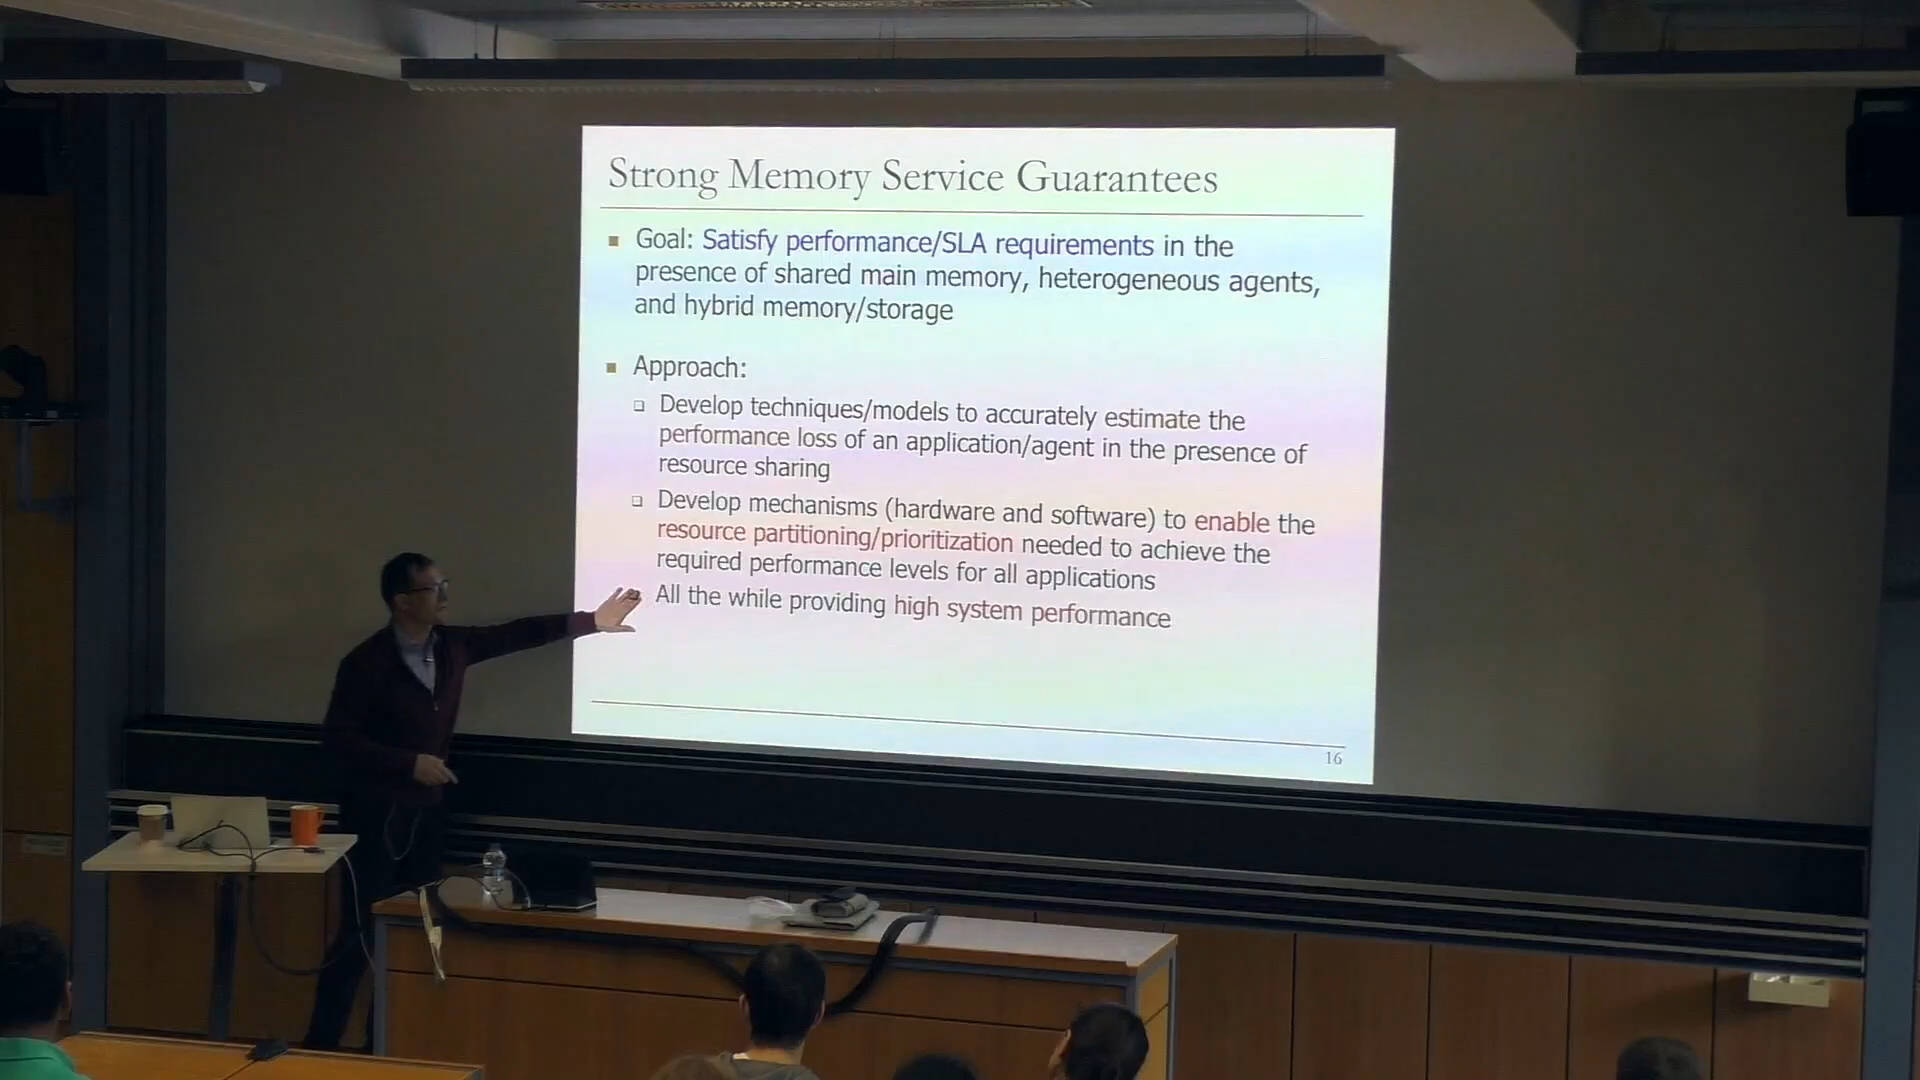 Strong Memory Service Guarantees
Goal: Satisfy performance/SLA requirements in the
presence of shared main memory, heterogeneous agents,
and hybrid memory/storage
Approach:
Develop techniques/models to accurately estimate the
performance loss of an application/agent in the presence of
resource sharing
Develop mechanisms (hardware and software) to enable the
resource partitioning/prioritization needed to achieve the
required performance levels for all applications
All the while providing high system performance
16